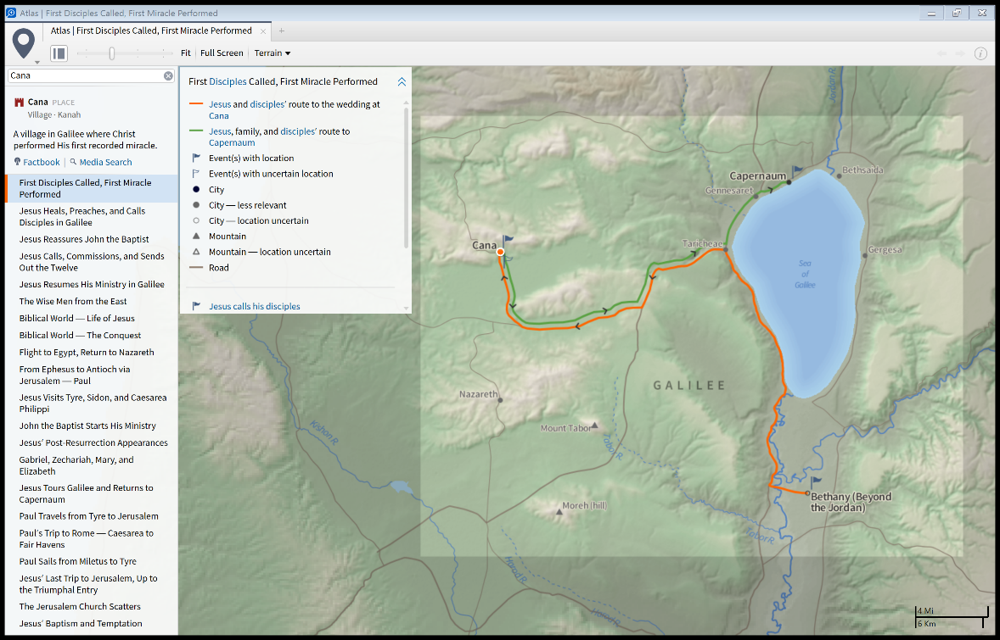 Atlas | First Disciples Called, First Miracle Performed
Atlas | First Disciples Called, First Miracle Performed
Fit
Full Screen
Terrain
Cana
Cana PLACE
Village · Kanah
A village in Galilee where Christ
performed His first recorded miracle.
Factbook | Media Search
First Disciples Called, First Miracle
Performed
Jesus Heals, Preaches, and Calls
Disciples in Galilee
Jesus Reassures John the Baptist
Jesus Calls, Commissions, and Sends
Out the Twelve
Jesus Resumes His Ministry in Galilee
The Wise Men from the East
Biblical World — Life of Jesus
Biblical World — The Conquest
Flight to Egypt, Return to Nazareth
From Ephesus to Antioch via
Jerusalem — Paul
Jesus Visits Tyre, Sidon, and Caesarea
Philippi
John the Baptist Starts His Ministry
Jesus’ Post-Resurrection Appearances
Gabriel, Zechariah, Mary, and
Elizabeth
Jesus Tours Galilee and Returns to
Capernaum
Paul Travels from Tyre to Jerusalem
Paul’s Trip to Rome — Caesarea to
Fair Havens
Paul Sails from Miletus to Tyre
Jesus’ Last Trip to Jerusalem, Up to
the Triumphal Entry
The Jerusalem Church Scatters
Jesus’ Baptism and Temptation
First Disciples Called, First Miracle Performed
Jesus and disciples’ route to the wedding at
Cana
Jesus, family, and disciples’ route to
Capernaum
Event(s) with location
Event(s) with uncertain location
City
City — less relevant
City — location uncertain
Mountain
Mountain — location uncertain
Road
Jesus calls his disciples
Jordan R.
Bethsaida
Capernaum
Gennesaret
Cana
Taricheae
Gergesa
Sea
of
Galilee
GALILEE
Nazareth
Mount Tabor
Kishon R.
Tabor R.
Bethany (Beyond
the Jordan)
Moreh (hill)
Tabor R.
Harod R.
Harod R.
4 Mi
6 Km